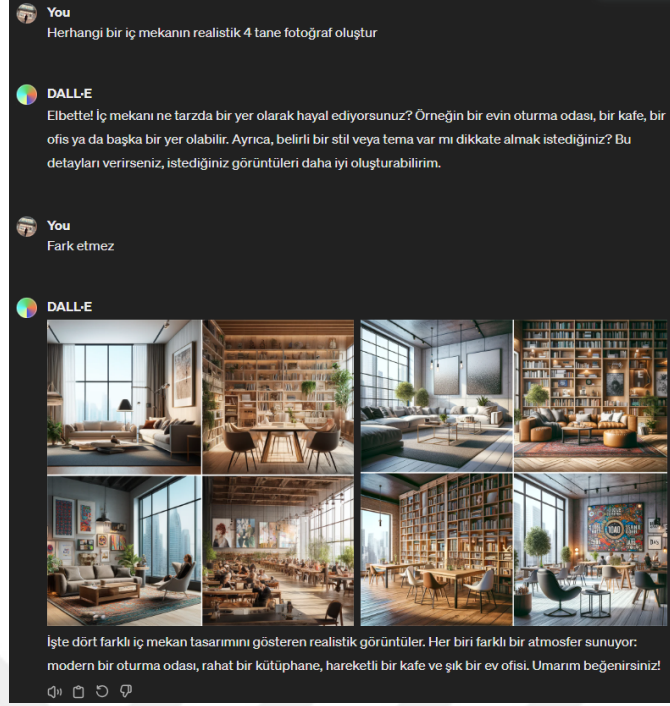 You
Herhangi bir iç mekanın realistik 4 tane fotoğraf oluştur
DALL·E
Elbette! İç mekanı ne tarzda bir yer olarak hayal ediyorsunuz? Örneğin bir evin oturma odası, bir kafe, bir
ofis ya da başka bir yer olabilir. Ayrıca, belirli bir stil veya tema var mı dikkate almak istediğiniz? Bu
detayları verirseniz, istediğiniz görüntüleri daha iyi oluşturabilirim.
You
Fark etmez
DALL·E
İşte dört farklı iç mekan tasarımını gösteren realistik görüntüler. Her biri farklı bir atmosfer sunuyor:
modern bir oturma odası, rahat bir kütüphane, hareketli bir kafe ve şık bir ev ofisi. Umarım beğenirsiniz!